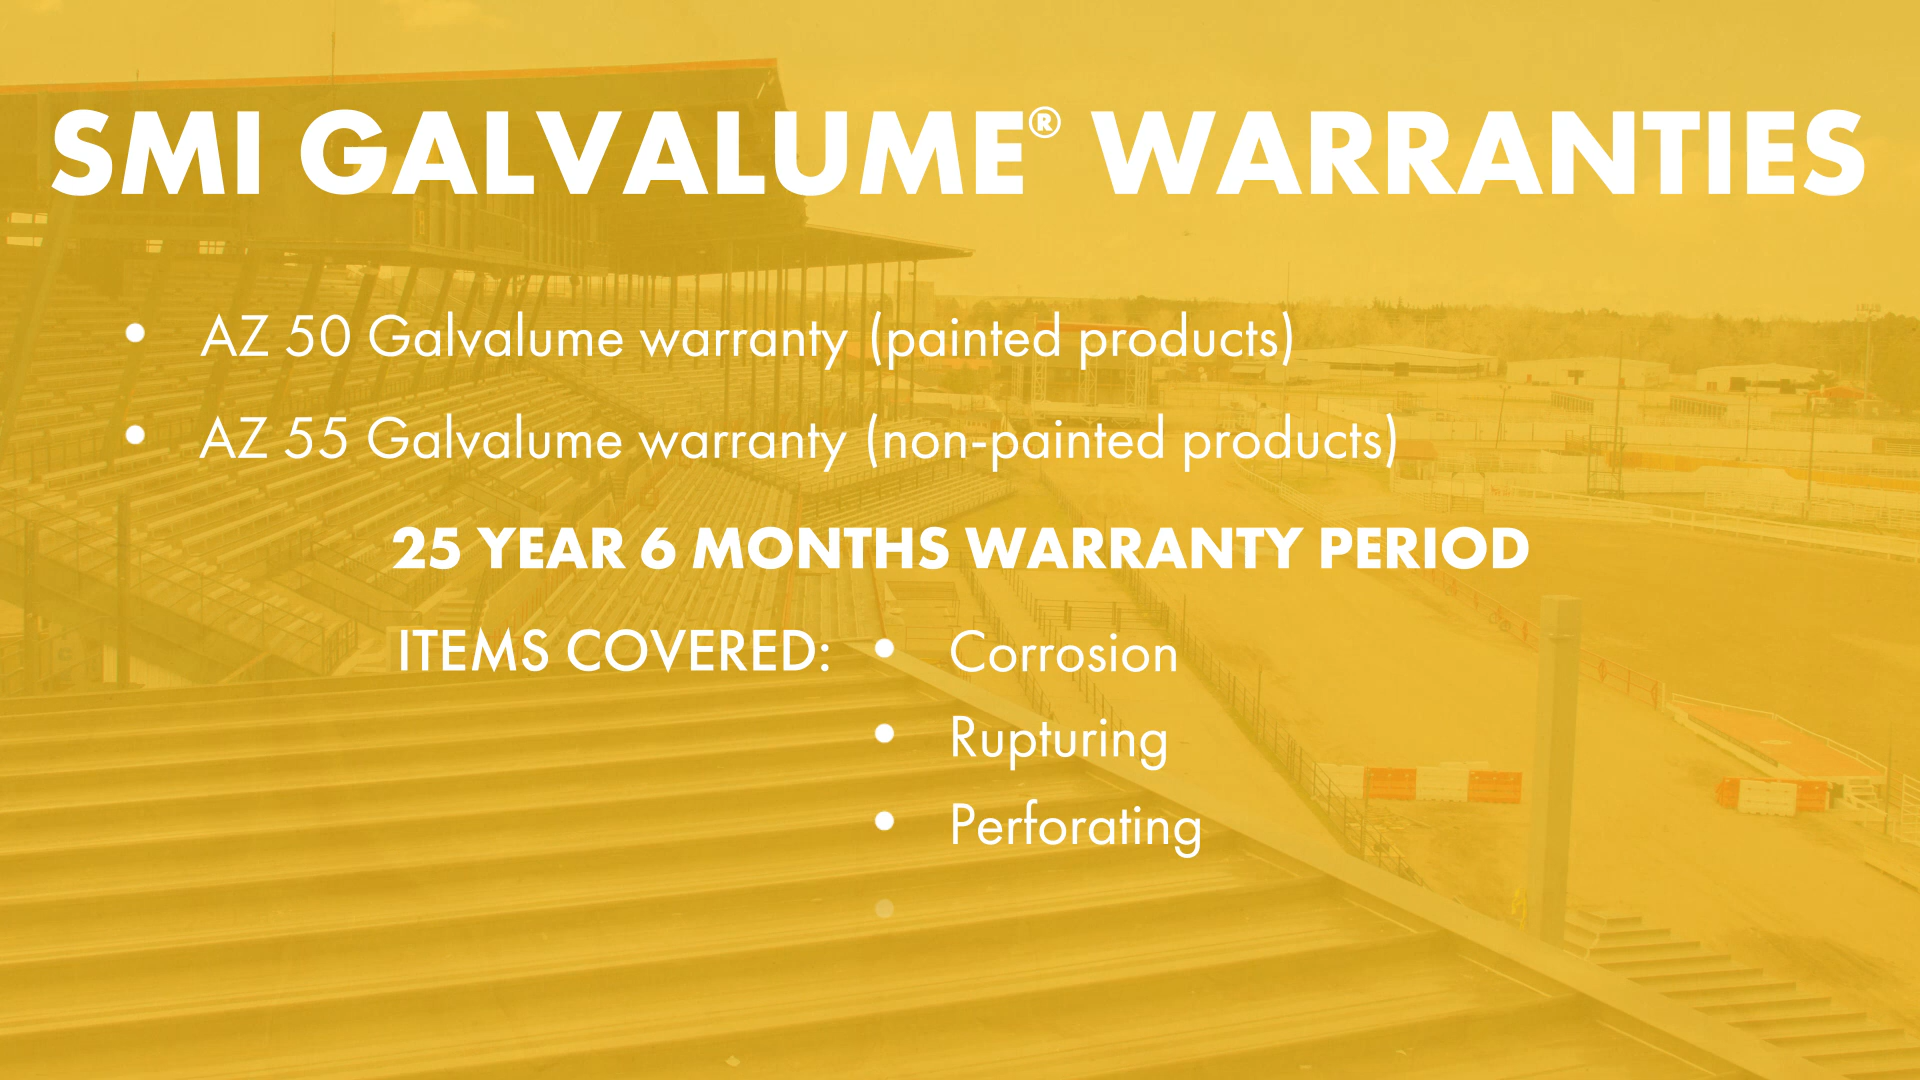 SMI GALVALUME® WARRANTIES
• AZ 50 Galvalume warranty (painted products)
• AZ 55 Galvalume warranty (non-painted products)
25 YEAR 6 MONTHS WARRANTY PERIOD
ITEMS COVERED: • Corrosion
• Rupturing
• Perforating
•